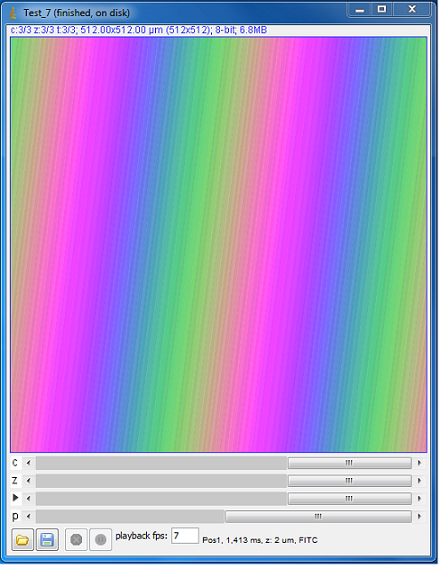 Test_7 (finished, on disk)
c:3/3 z:3/3 t:3/3; 512.00x512.00 µm (512x512); 8-bit; 6.8MB
c
z
p
playback fps: 7 Pos1, 1,413 ms, z: 2 um, FITC